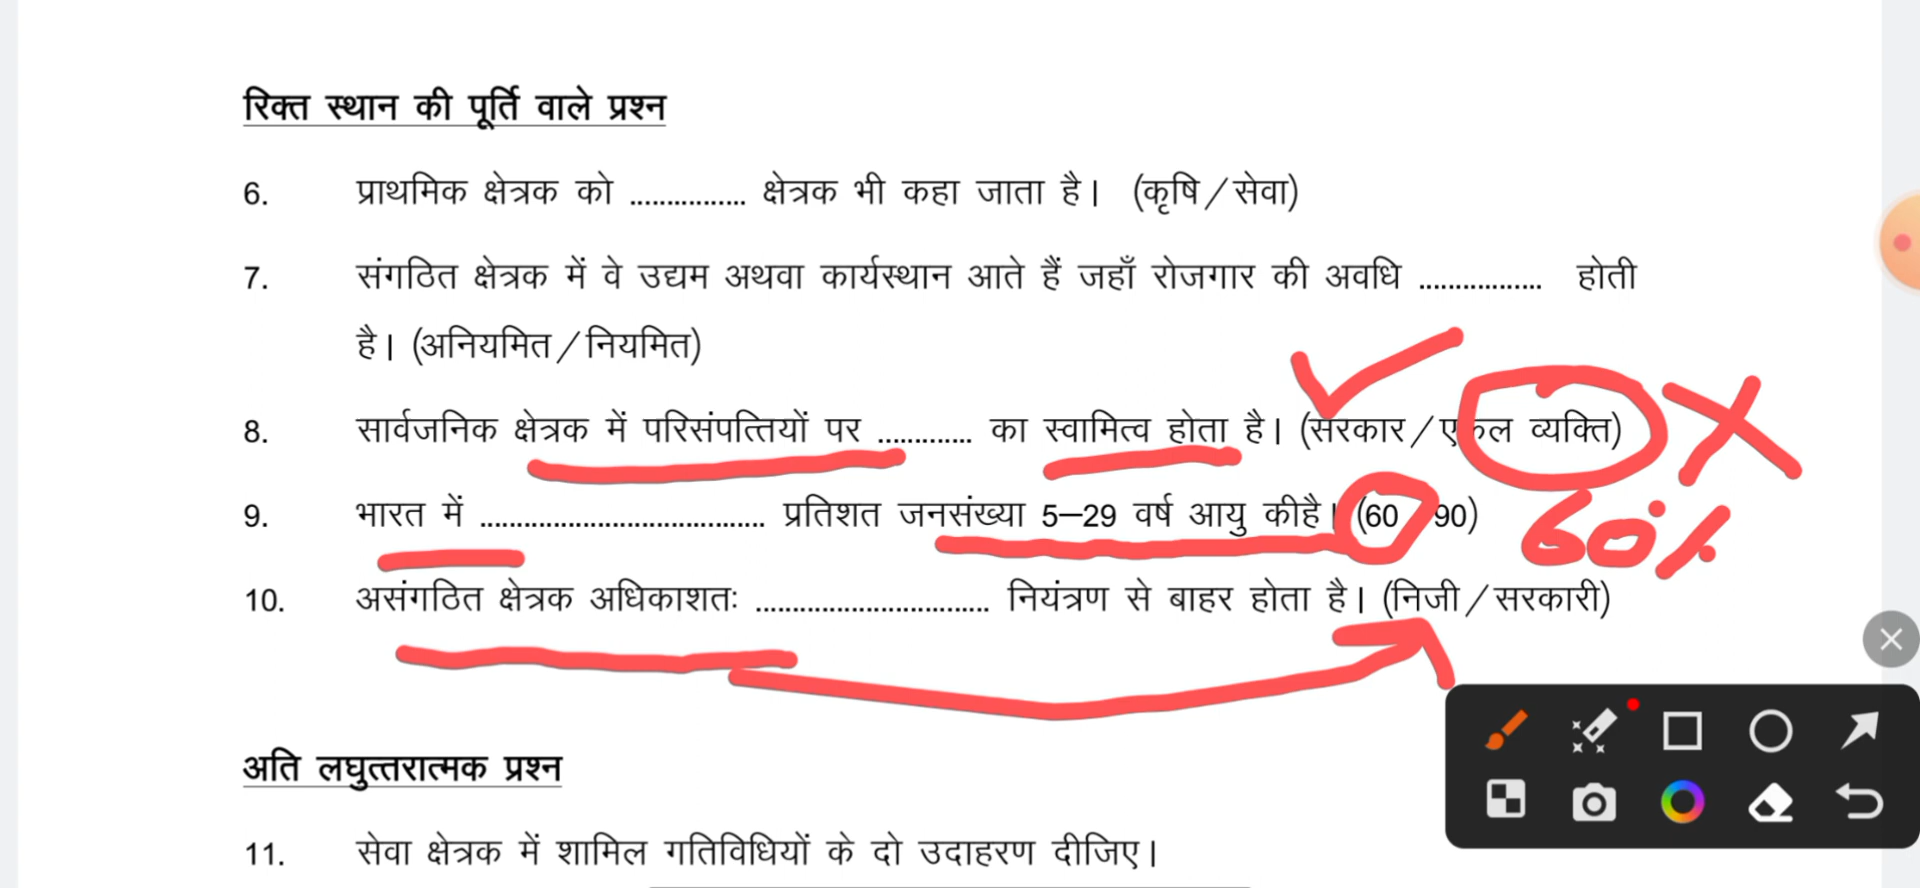 रिक्त स्थान की पूर्ति वाले प्रश्न
6. प्राथमिक क्षेत्रक को ................ क्षेत्रक भी कहा जाता है। (कृषि/सेवा)
7. संगठित क्षेत्रक में वे उद्यम अथवा कार्यस्थान आते हैं जहाँ रोजगार की अवधि ................. होती
है। (अनियमित/नियमित)
8. सार्वजनिक क्षेत्रक में परिसंपत्तियों पर ............. का स्वामित्व होता है। (सरकार/एकल व्यक्ति)
9. भारत में ....................................... प्रतिशत जनसंख्या 5–29 वर्ष आयु कीहै। (60/90)
60%
10. असंगठित क्षेत्रक अधिकाशतः ................................ नियंत्रण से बाहर होता है। (निजी/सरकारी)
अति लघुत्तरात्मक प्रश्न
11. सेवा क्षेत्रक में शामिल गतिविधियों के दो उदाहरण दीजिए।